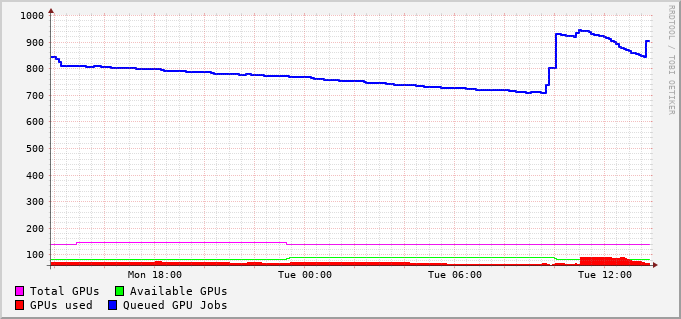 1000
900
800
700
600
500
400
300
200
100
Mon 18:00 Tue 00:00 Tue 06:00 Tue 12:00
Total GPUs Available GPUs
GPUs used Queued GPU Jobs
RRDTOOL / TOBI OETIKER